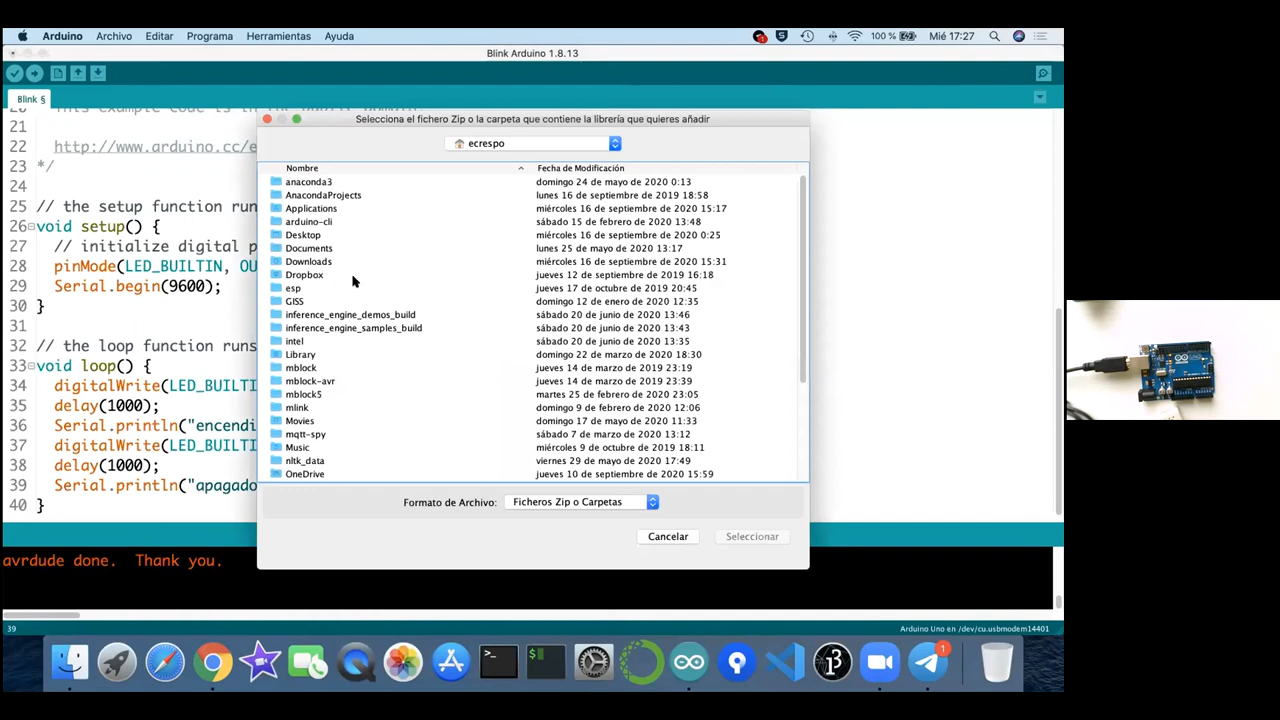 Arduino Archivo Editar Programa Herramientas Ayuda 100 % Mié 17:27
Blink Arduino 1.8.13
Blink §
Selecciona el fichero Zip o la carpeta que contiene la librería que quieres añadir
ecrespo
Nombre Fecha de Modificación
anaconda3 domingo 24 de mayo de 2020 0:13
AnacondaProjects lunes 16 de septiembre de 2019 18:58
Applications miércoles 16 de septiembre de 2020 15:17
arduino-cli sábado 15 de febrero de 2020 13:48
Desktop miércoles 16 de septiembre de 2020 0:25
Documents lunes 25 de mayo de 2020 13:17
Downloads miércoles 16 de septiembre de 2020 15:31
Dropbox jueves 12 de septiembre de 2019 16:18
esp jueves 17 de octubre de 2019 20:45
GISS domingo 12 de enero de 2020 12:35
inference_engine_demos_build sábado 20 de junio de 2020 13:46
inference_engine_samples_build sábado 20 de junio de 2020 13:43
intel sábado 20 de junio de 2020 13:35
Library domingo 22 de marzo de 2020 18:30
mblock jueves 14 de marzo de 2019 23:19
mblock-avr jueves 14 de marzo de 2019 23:39
mblock5 martes 25 de febrero de 2020 23:05
mlink domingo 9 de febrero de 2020 12:06
Movies domingo 17 de mayo de 2020 11:33
mqtt-spy sábado 7 de marzo de 2020 13:12
Music miércoles 9 de octubre de 2019 18:11
nltk_data viernes 29 de mayo de 2020 17:49
OneDrive jueves 10 de septiembre de 2020 15:59
Formato de Archivo: Ficheros Zip o Carpetas
Cancelar Seleccionar
21
22 http://www.arduino.cc/e
23 */
24
25 // the setup function run
26 void setup() {
27 // initialize digital p
28 pinMode(LED_BUILTIN, OU
29 Serial.begin(9600);
30 }
31
32 // the loop function runs
33 void loop() {
34 digitalWrite(LED_BUILTI
35 delay(1000);
36 Serial.println("encendi
37 digitalWrite(LED_BUILTI
38 delay(1000);
39 Serial.println("apagado
40 }
avrdude done. Thank you.
39 Arduino Uno en /dev/cu.usbmodem14401
1